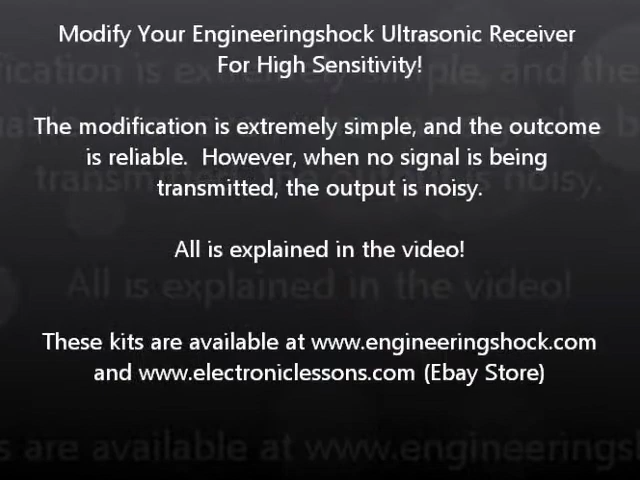 Modify Your Engineeringshock Ultrasonic Receiver
For High Sensitivity!
The modification is extremely simple, and the outcome
is reliable.  However, when no signal is being
transmitted, the output is noisy.
All is explained in the video!
These kits are available at www.engineeringshock.com
and www.electroniclessons.com (Ebay Store)